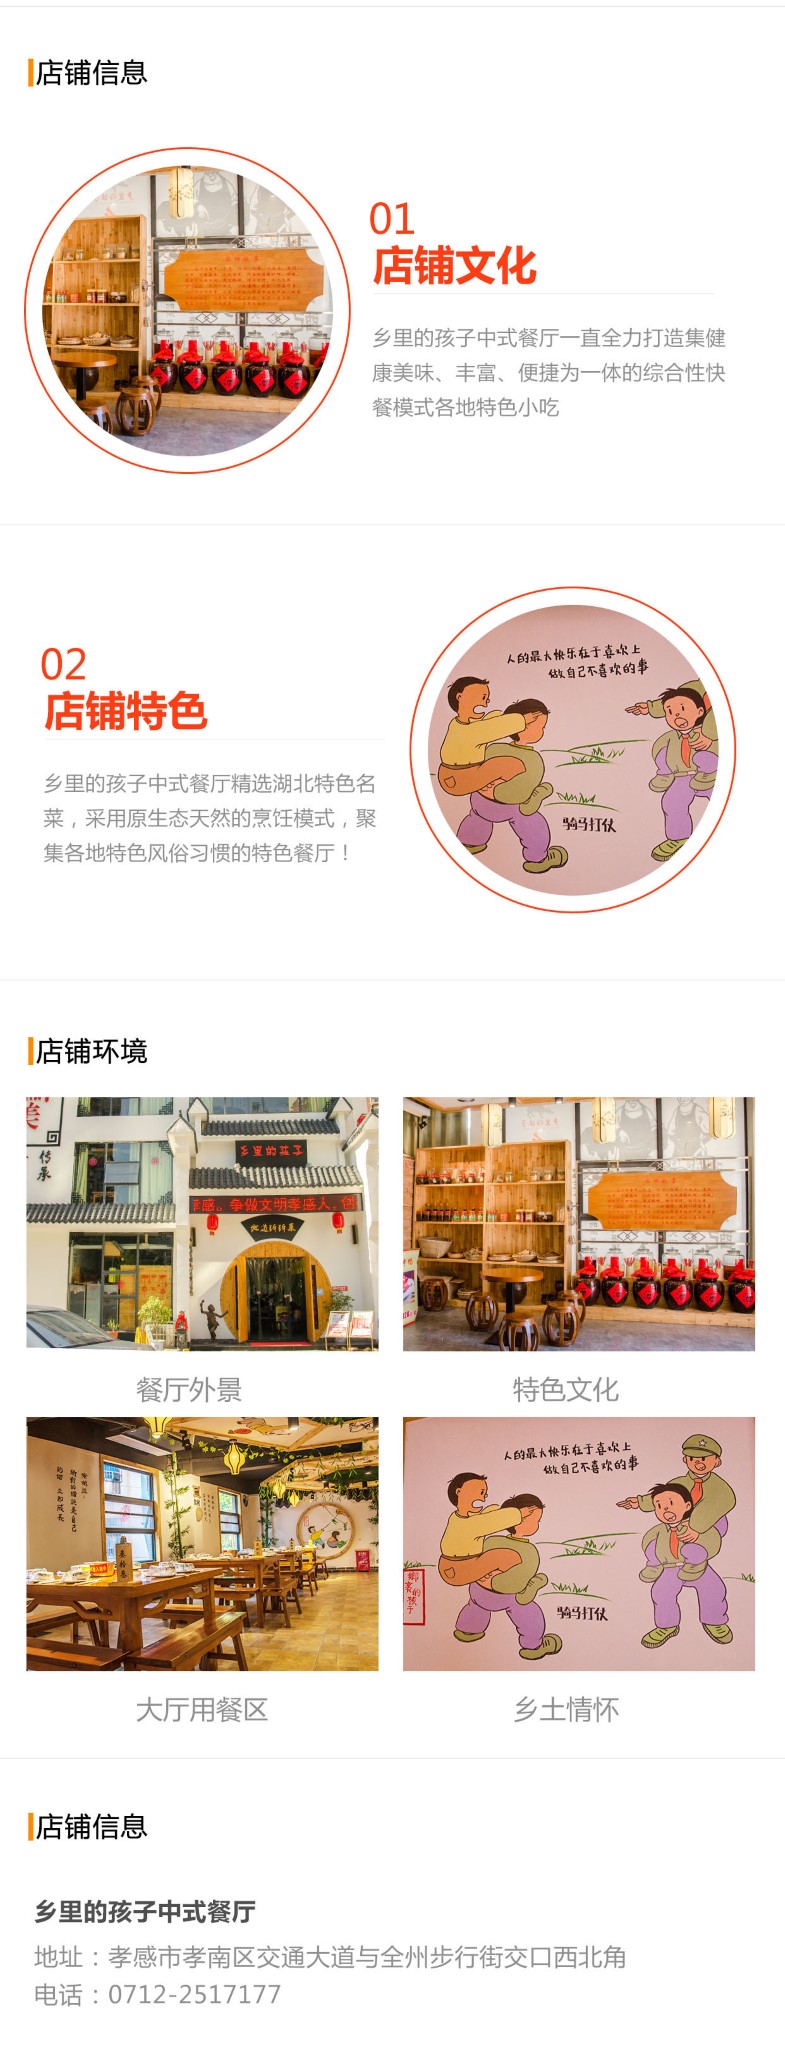 店铺信息
01
店铺文化
乡里的孩子中式餐厅一直全力打造集健
康美味、丰富、便捷为一体的综合性快
餐模式各地特色小吃
02
店铺特色
乡里的孩子中式餐厅精选湖北特色名
菜，采用原生态天然的烹饪模式，聚
集各地特色风俗习惯的特色餐厅！
人的最大快乐在于喜欢上
做自己不喜欢的事
骑马打仗
店铺环境
传承
乡里的孩子
感。争做文明孝感人，创
餐厅外景
特色文化
人的最大快乐在于喜欢上
做自己不喜欢的事
乡里的孩子
骑马打仗
大厅用餐区
乡土情怀
店铺信息
乡里的孩子中式餐厅
地址：孝感市孝南区交通大道与全州步行街交口西北角
电话：0712-2517177